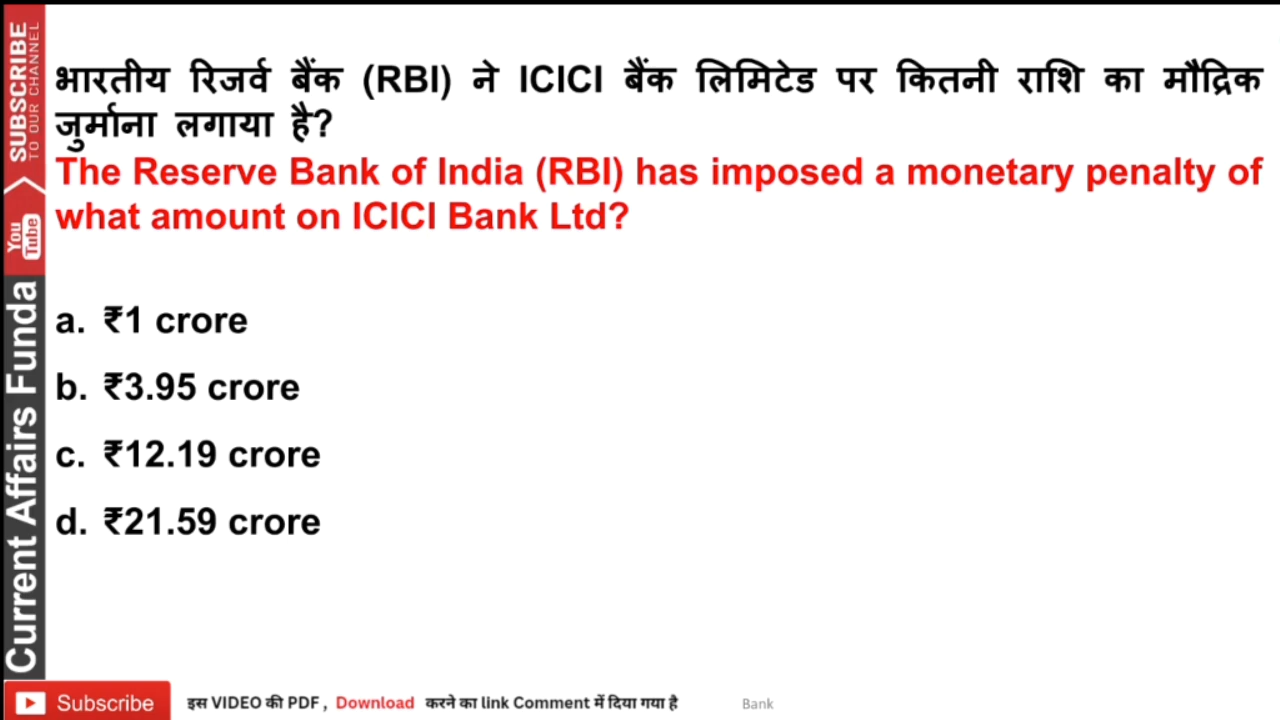 भारतीय रिजर्व बैंक (RBI) ने ICICI बैंक लिमिटेड पर कितनी राशि का मौद्रिक
जुर्माना लगाया है?
The Reserve Bank of India (RBI) has imposed a monetary penalty of
what amount on ICICI Bank Ltd?
a. ₹1 crore
b. ₹3.95 crore
c. ₹12.19 crore
d. ₹21.59 crore
SUBSCRIBE
TO OUR CHANNEL
You
Tube
Current Affairs Funda
Subscribe
इस VIDEO की PDF , Download करने का link Comment में दिया गया है
Bank